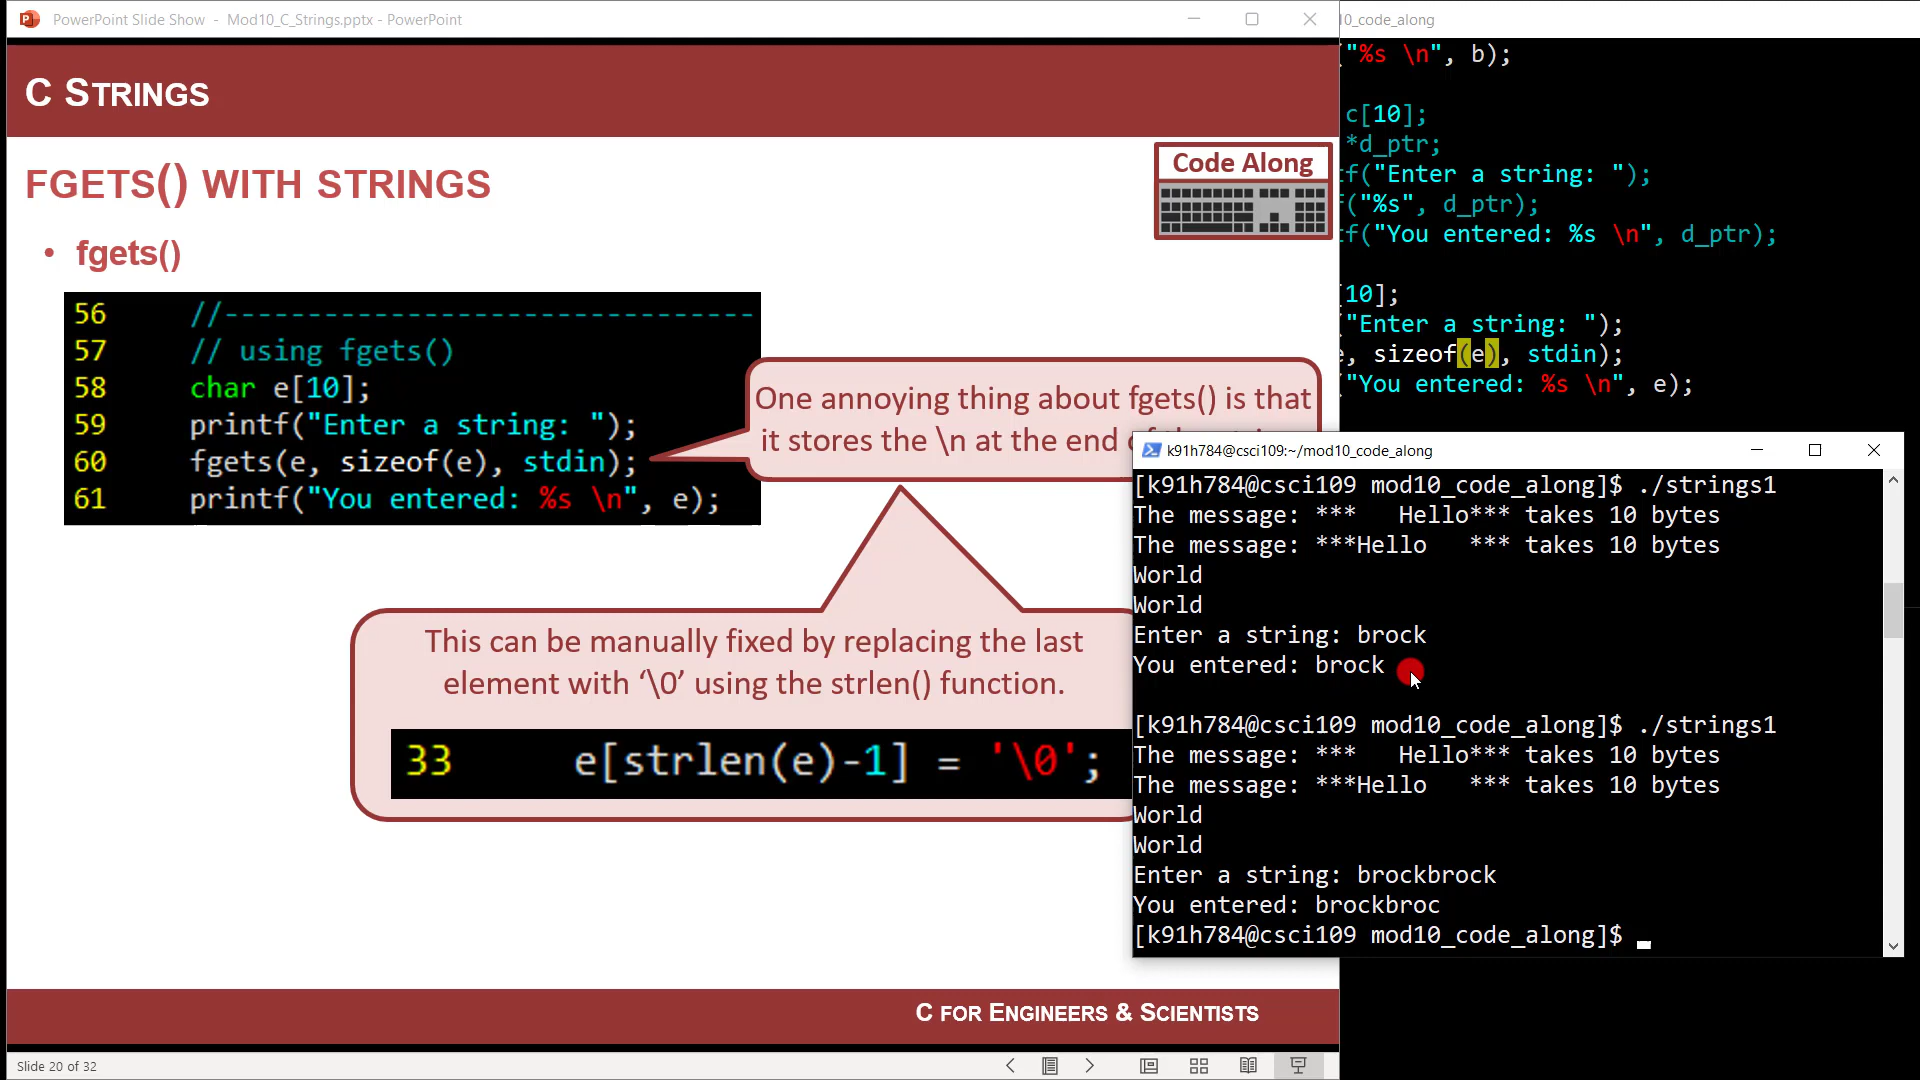 PowerPoint Slide Show - Mod10_C_Strings.pptx - PowerPoint
C STRINGS
FGETS() WITH STRINGS
Code Along
• fgets()
56 //--------------------------------
57 // using fgets()
58 char e[10];
59 printf("Enter a string: ");
60 fgets(e, sizeof(e), stdin);
61 printf("You entered: %s \n", e);
One annoying thing about fgets() is that
it stores the \n at the end
This can be manually fixed by replacing the last
element with ‘\0’ using the strlen() function.
33 e[strlen(e)-1] = '\0';
C FOR ENGINEERS & SCIENTISTS
Slide 20 of 32
10_code_along
"%s \n", b);
c[10];
*d_ptr;
f("Enter a string: ");
("%s", d_ptr);
f("You entered: %s \n", d_ptr);
10];
"Enter a string: ");
, sizeof(e), stdin);
"You entered: %s \n", e);
k91h784@csci109:~/mod10_code_along
[k91h784@csci109 mod10_code_along]$ ./strings1
The message: ***   Hello*** takes 10 bytes
The message: ***Hello   *** takes 10 bytes
World
World
Enter a string: brock
You entered: brock
[k91h784@csci109 mod10_code_along]$ ./strings1
The message: ***   Hello*** takes 10 bytes
The message: ***Hello   *** takes 10 bytes
World
World
Enter a string: brockbrock
You entered: brockbroc
[k91h784@csci109 mod10_code_along]$